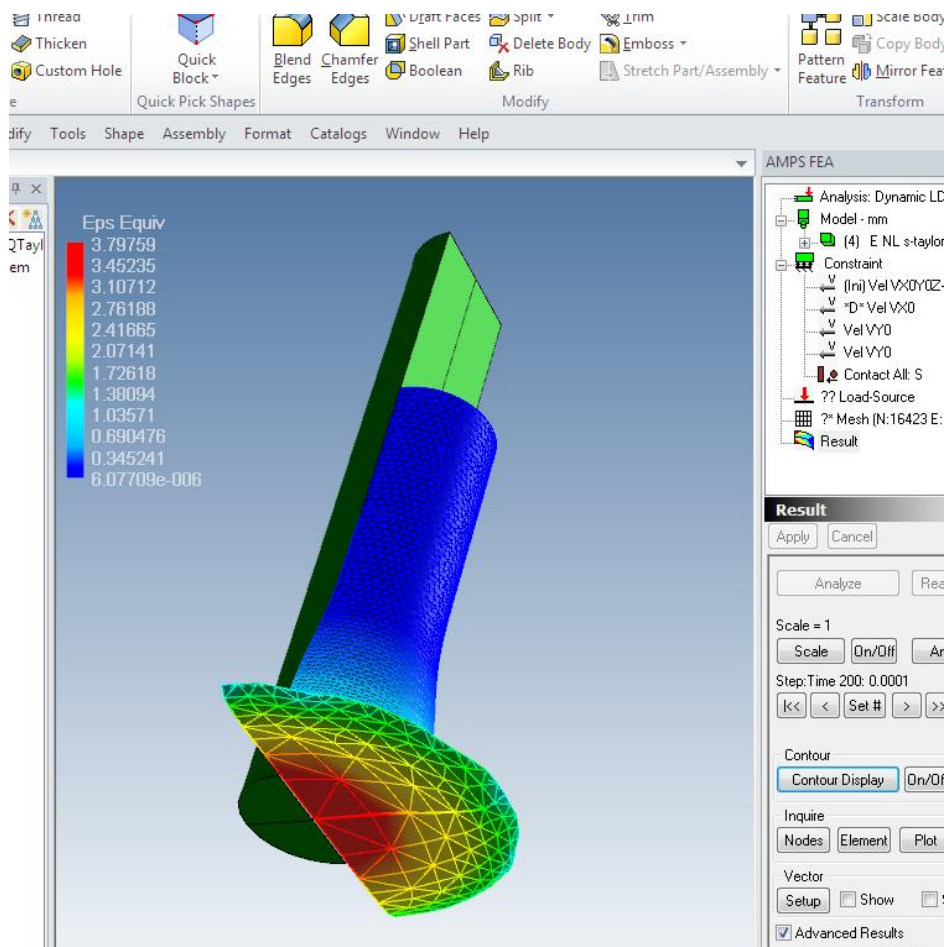 Thread
Draft Faces
Split
Trim
Scale Body
Thicken
Quick Block
Blend Edges
Chamfer Edges
Shell Part
Delete Body
Emboss
Pattern Feature
Copy Body
Custom Hole
Boolean
Rib
Stretch Part/Assembly
Mirror Fea
e
Quick Pick Shapes
Modify
Transform
dify Tools Shape Assembly Format Catalogs Window Help
AMPS FEA
QTayl
em
Eps Equiv
3.79759
3.45235
3.10712
2.76188
2.41665
2.07141
1.72618
1.38094
1.03571
0.690476
0.345241
6.07709e-006
Analysis: Dynamic LD
Model - mm
(4) E NL s-taylor
Constraint
(Ini) Vel VX0Y0Z-
*D* Vel VX0
Vel VY0
Vel VY0
Contact All: S
?? Load-Source
?* Mesh (N:16423 E:
Result
Result
Apply Cancel
Analyze Rea
Scale = 1
Scale On/Off An
Step:Time 200: 0.0001
|<< < Set # > >>
Contour
Contour Display On/Of
Inquire
Nodes Element Plot
Vector
Setup Show S
Advanced Results